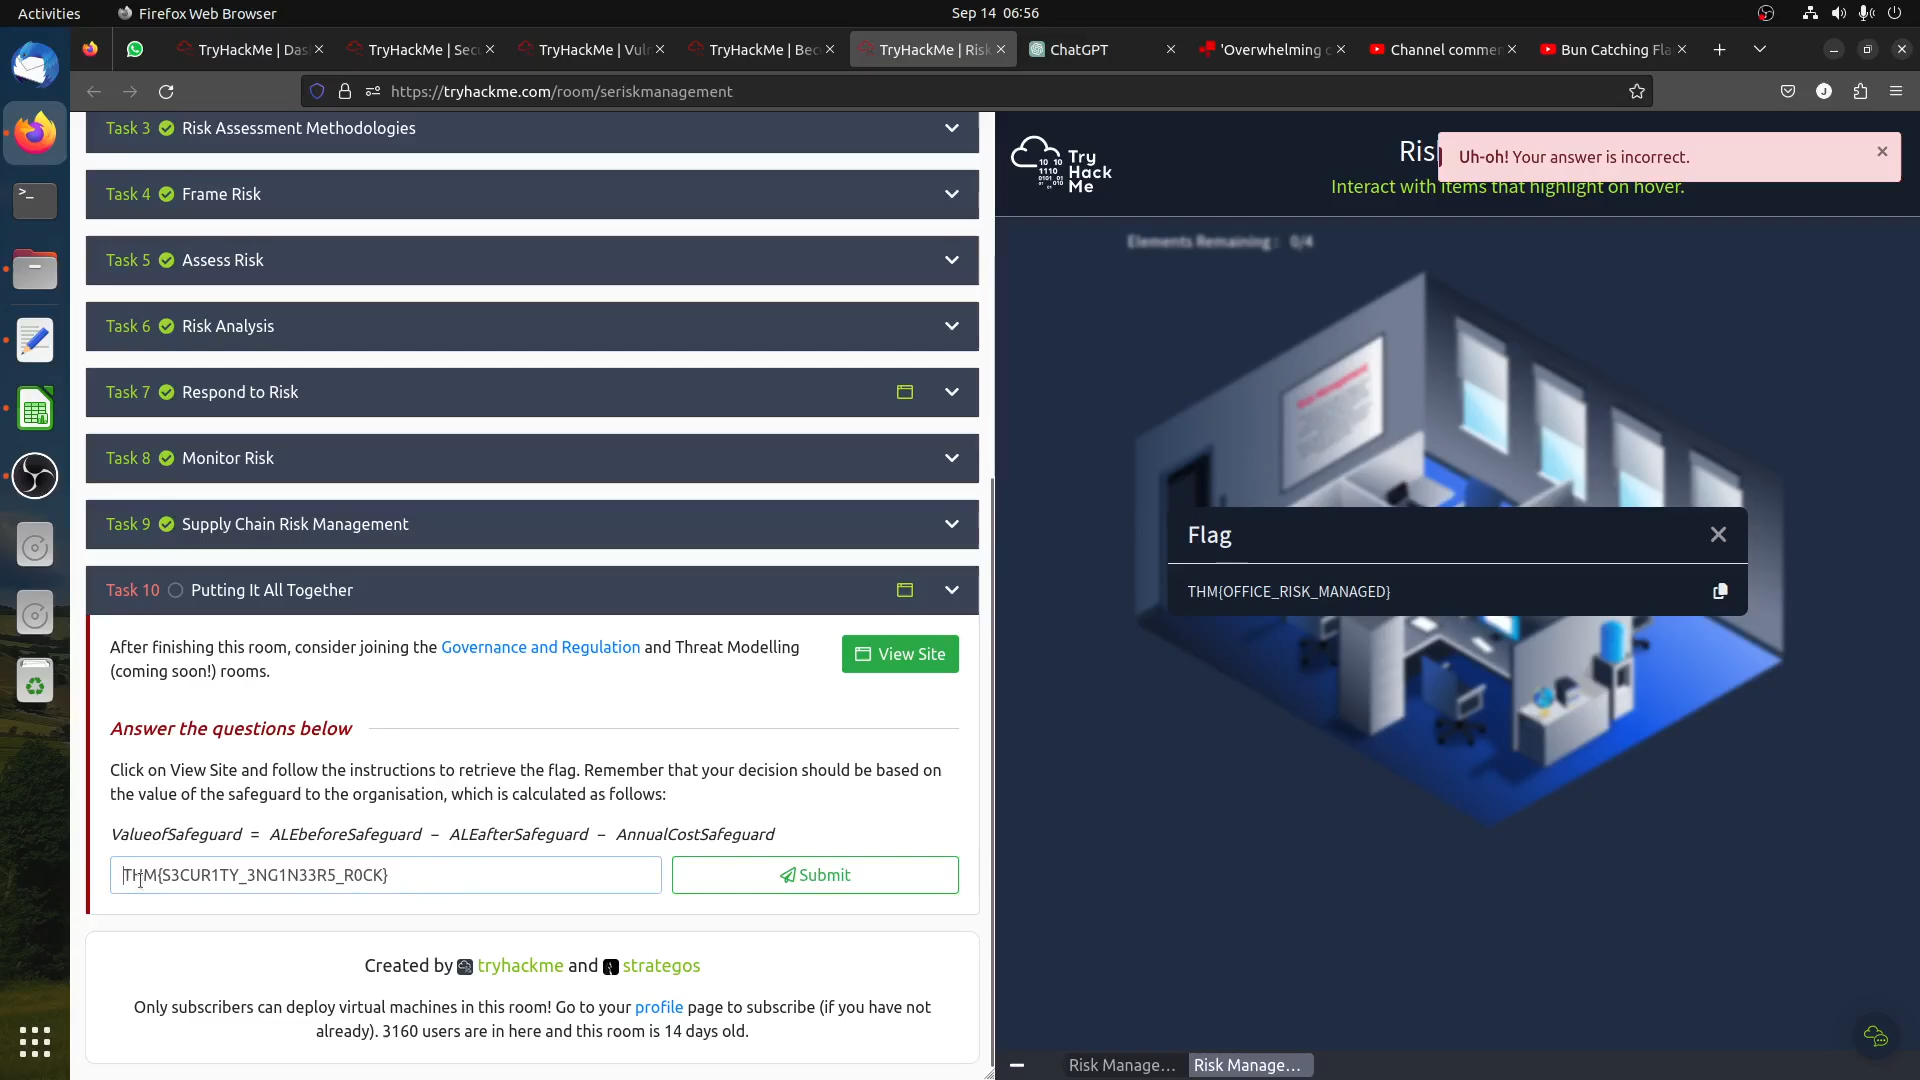 Activities
Firefox Web Browser
Sep 14 06:56
TryHackMe | Das
TryHackMe | Secu
TryHackMe | Vuln
TryHackMe | Bec
TryHackMe | Risk
ChatGPT
'Overwhelming c
Channel commen
Bun Catching Fla
https://tryhackme.com/room/seriskmanagement
J
Task 3 Risk Assessment Methodologies
Task 4 Frame Risk
Task 5 Assess Risk
Task 6 Risk Analysis
Task 7 Respond to Risk
Task 8 Monitor Risk
Task 9 Supply Chain Risk Management
Task 10 Putting It All Together
After finishing this room, consider joining the Governance and Regulation and Threat Modelling
(coming soon!) rooms.
View Site
Answer the questions below
Click on View Site and follow the instructions to retrieve the flag. Remember that your decision should be based on
the value of the safeguard to the organisation, which is calculated as follows:
ValueofSafeguard = ALEbeforeSafeguard − ALEafterSafeguard − AnnualCostSafeguard
THM{S3CUR1TY_3NG1N33R5_R0CK}
Submit
Created by tryhackme and strategos
Only subscribers can deploy virtual machines in this room! Go to your profile page to subscribe (if you have not
already). 3160 users are in here and this room is 14 days old.
Try
Hack
Me
Ris
Uh-oh! Your answer is incorrect.
Interact with items that highlight on hover.
Elements Remaining : 0/4
Risk Management
Flag
THM{OFFICE_RISK_MANAGED}
Risk Manage...
Risk Manage...